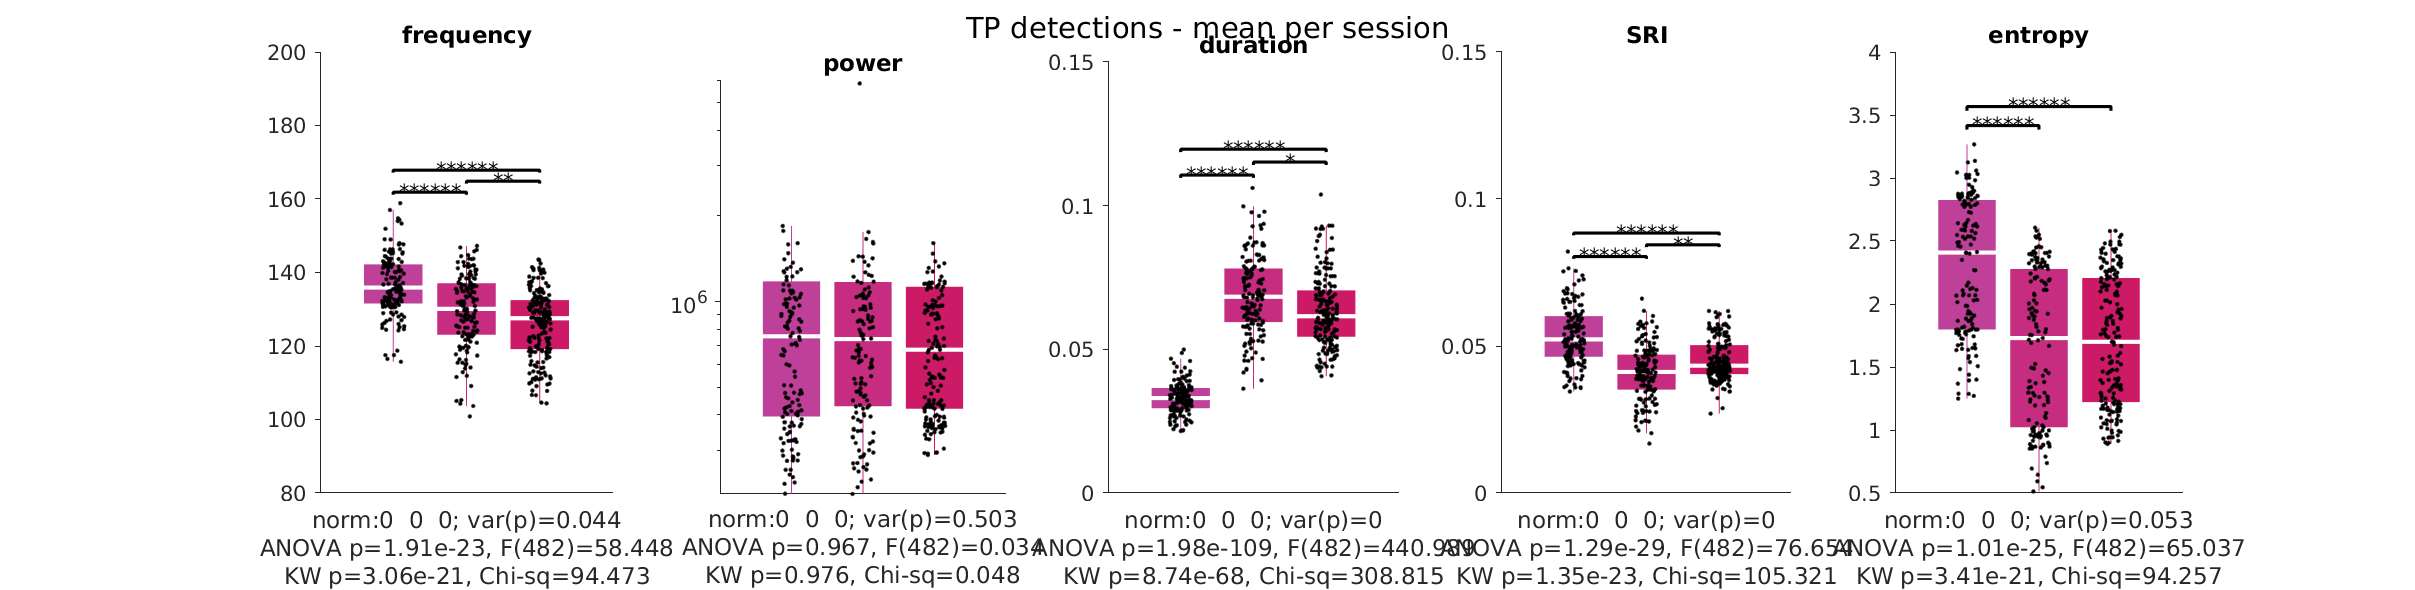 TP detections - mean per session
frequency
200
180
160
140
120
100
80
******
**
******
norm:0 0 0; var(p)=0.044
ANOVA p=1.91e-23, F(482)=58.448
KW p=3.06e-21, Chi-sq=94.473
power
10^6
norm:0 0 0; var(p)=0.503
ANOVA p=0.967, F(482)=0.034
KW p=0.976, Chi-sq=0.048
duration
0.15
0.1
0.05
0
******
*
******
norm:0 0 0; var(p)=0
ANOVA p=1.98e-109, F(482)=440.989
KW p=8.74e-68, Chi-sq=308.815
SRI
0.15
0.1
0.05
0
******
**
******
norm:0 0 0; var(p)=0
ANOVA p=1.29e-29, F(482)=76.654
KW p=1.35e-23, Chi-sq=105.321
entropy
4
3.5
3
2.5
2
1.5
1
0.5
******
******
norm:0 0 0; var(p)=0.053
ANOVA p=1.01e-25, F(482)=65.037
KW p=3.41e-21, Chi-sq=94.257